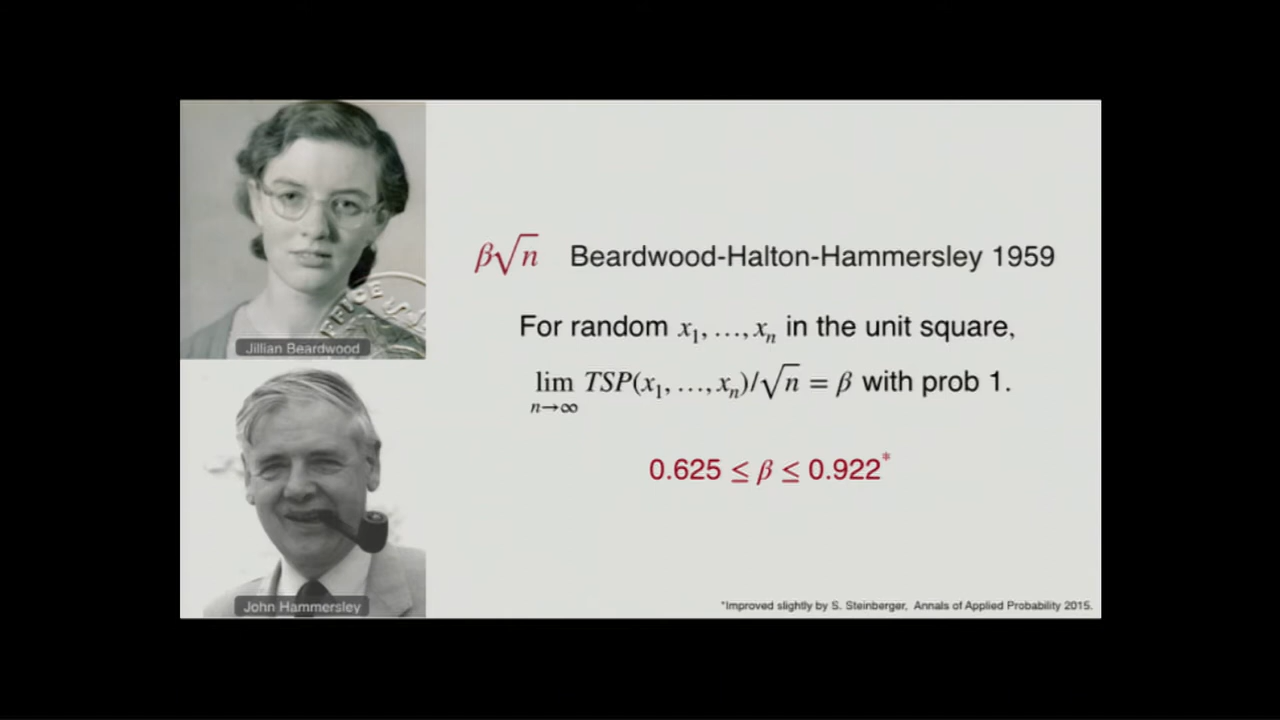 Jillian Beardwood
John Hammersley
β√n Beardwood-Halton-Hammersley 1959
For random x₁, …, xₙ in the unit square,
lim TSP(x₁, …, xₙ)/√n = β with prob 1.
n→∞
0.625 ≤ β ≤ 0.922*
*Improved slightly by S. Steinberger, Annals of Applied Probability 2015.